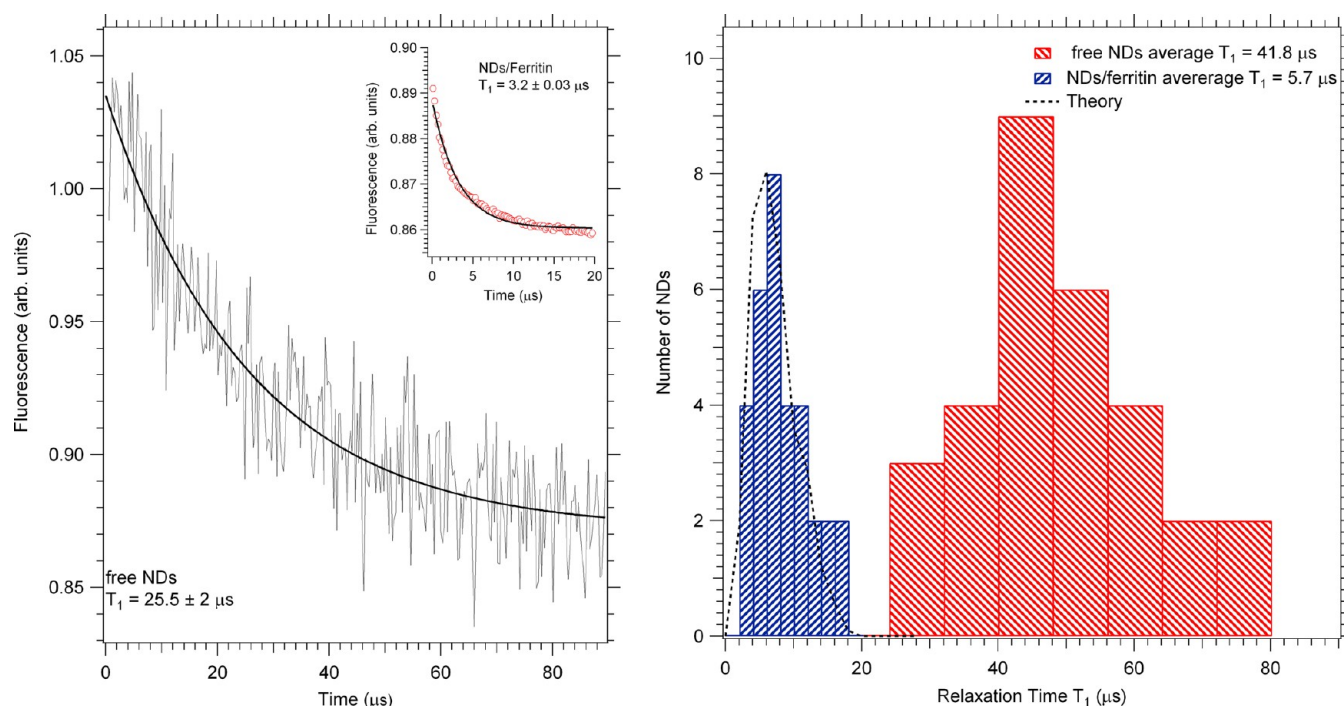 1.05
1.00
0.95
0.90
0.85
Fluorescence (arb. units)
0
20
40
60
80
Time (μs)
free NDs
T1 = 25.5 ± 2 μs
0.90
0.89
0.88
0.87
0.86
Fluorescence (arb. units)
NDs/Ferritin
T1 = 3.2 ± 0.03 μs
0
5
10
15
20
Time (μs)
10
8
6
4
2
0
Number of NDs
free NDs average T1 = 41.8 μs
NDs/ferritin avererage T1 = 5.7 μs
Theory
0
20
40
60
80
Relaxation Time T1 (μs)